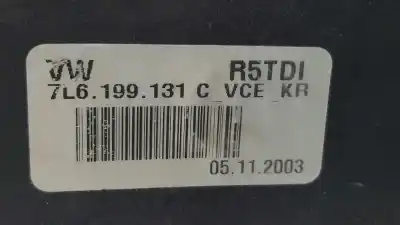 VW R5TDI
7L6.199.131 C_VCE_KR
05.11.2003